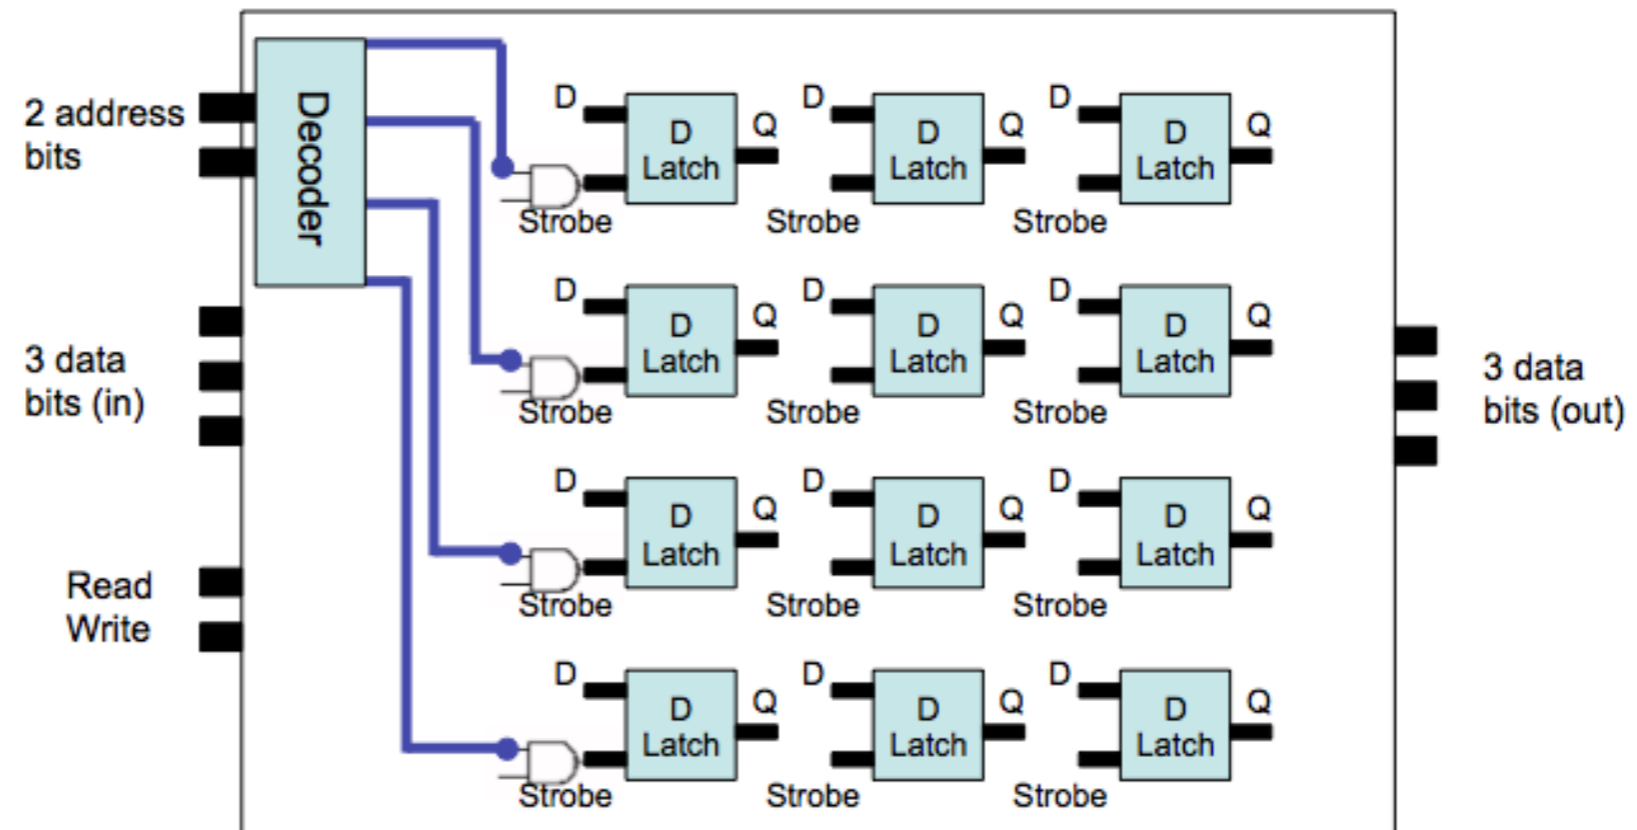 2 address
bits
Decoder
3 data
bits (in)
Read
Write
D
D
Latch
Q
Strobe
D
D
Latch
Q
Strobe
D
D
Latch
Q
Strobe
D
D
Latch
Q
Strobe
D
D
Latch
Q
Strobe
D
D
Latch
Q
Strobe
D
D
Latch
Q
Strobe
D
D
Latch
Q
Strobe
D
D
Latch
Q
Strobe
D
D
Latch
Q
Strobe
D
D
Latch
Q
Strobe
D
D
Latch
Q
Strobe
3 data
bits (out)